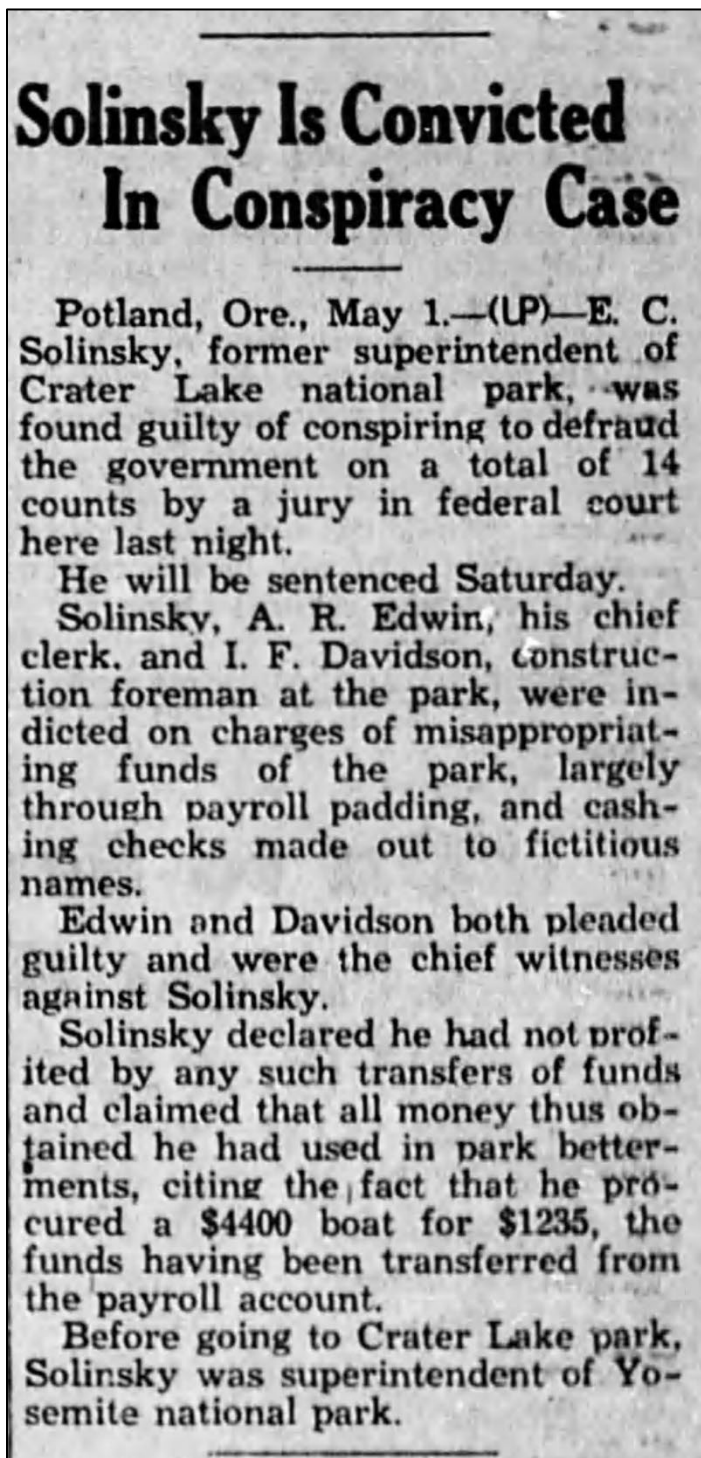 Solinsky Is Convicted
In Conspiracy Case
Potland, Ore., May 1.—(UP)—E. C.
Solinsky, former superintendent of
Crater Lake national park, was
found guilty of conspiring to defraud
the government on a total of 14
counts by a jury in federal court
here last night.
He will be sentenced Saturday.
Solinsky, A. R. Edwin, his chief
clerk, and I. F. Davidson, construc-
tion foreman at the park, were in-
dicted on charges of misappropriat-
ing funds of the park, largely
through payroll padding, and cash-
ing checks made out to fictitious
names.
Edwin and Davidson both pleaded
guilty and were the chief witnesses
against Solinsky.
Solinsky declared he had not prof-
ited by any such transfers of funds
and claimed that all money thus ob-
tained he had used in park better-
ments, citing the fact that he pro-
cured a $4400 boat for $1235, the
funds having been transferred from
the payroll account.
Before going to Crater Lake park,
Solinsky was superintendent of Yo-
semite national park.